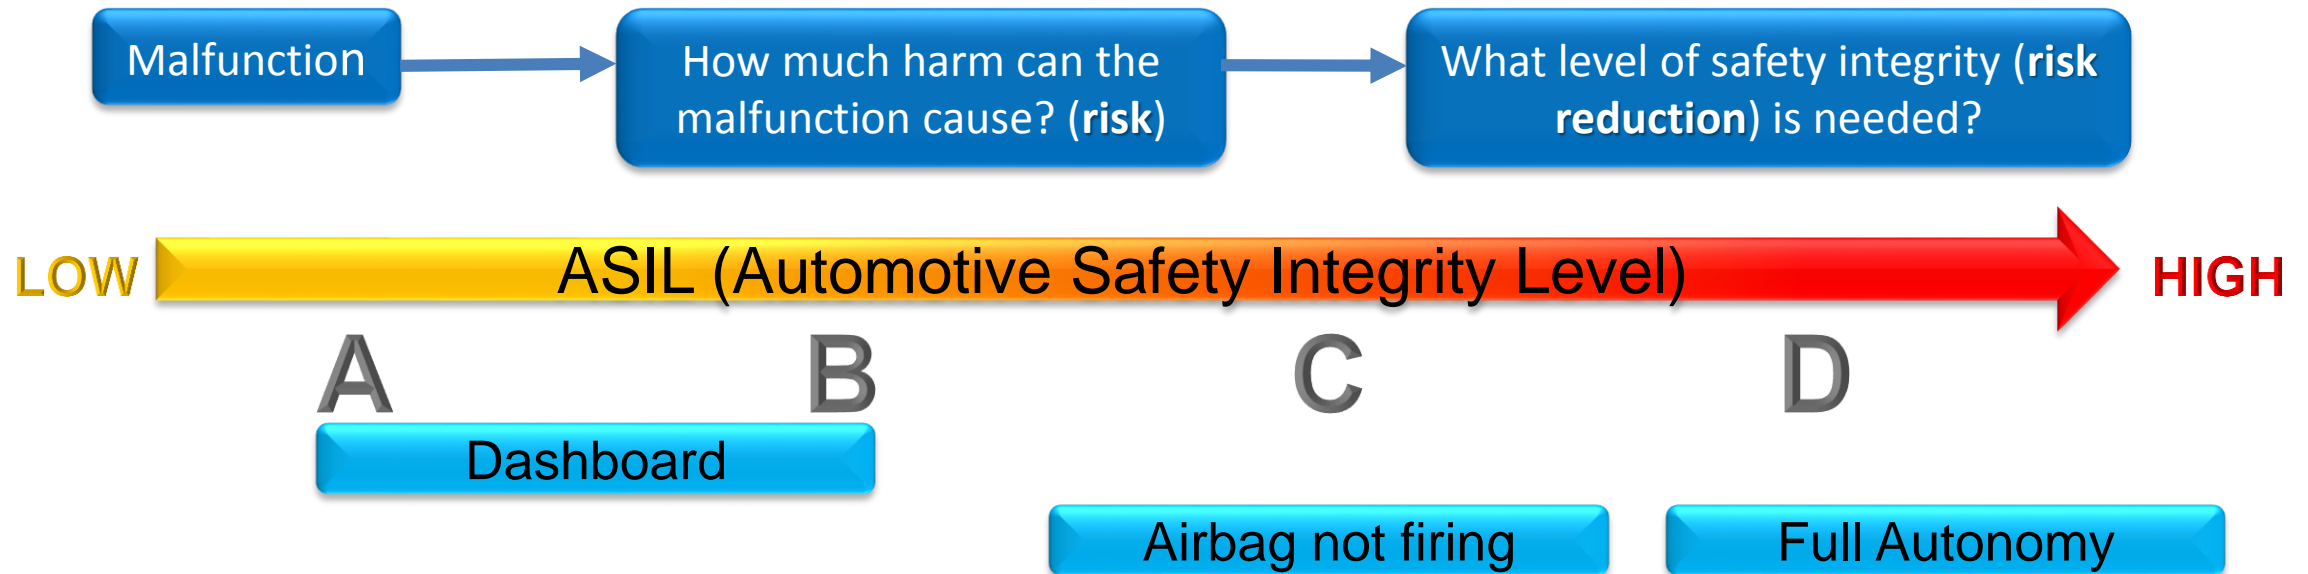 Malfunction
How much harm can the
malfunction cause? (risk)
What level of safety integrity (risk
reduction) is needed?
LOW
ASIL (Automotive Safety Integrity Level)
HIGH
A
B
C
D
Dashboard
Airbag not firing
Full Autonomy